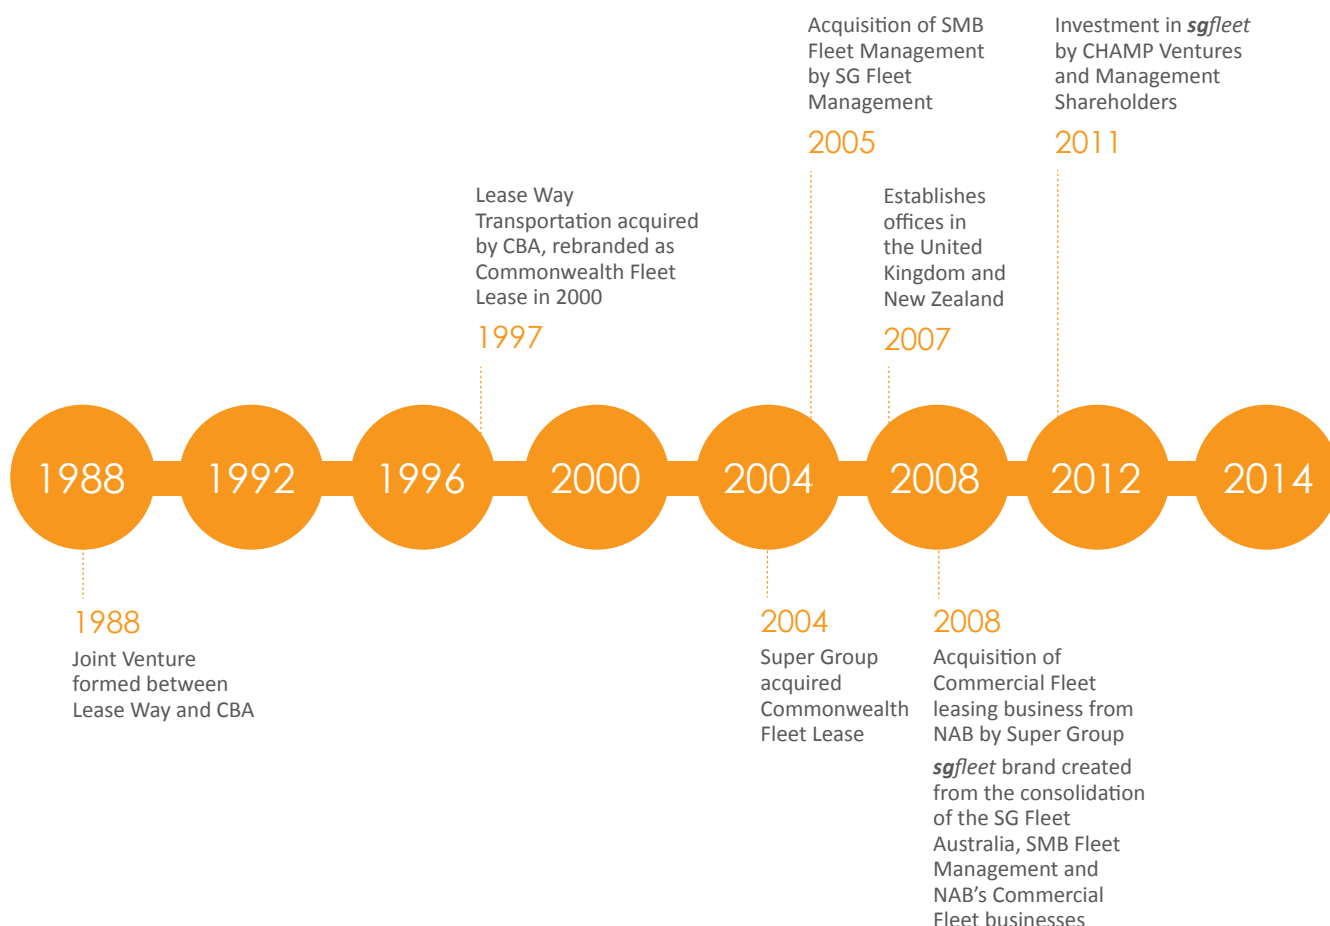 Acquisition of SMB
Fleet Management
by SG Fleet
Management
2005
Investment in sgfleet
by CHAMP Ventures
and Management
Shareholders
2011
Lease Way
Transportation acquired
by CBA, rebranded as
Commonwealth Fleet
Lease in 2000
1997
Establishes
offices in
the United
Kingdom and
New Zealand
2007
1988
1992
1996
2000
2004
2008
2012
2014
1988
Joint Venture
formed between
Lease Way and CBA
2004
Super Group
acquired
Commonwealth
Fleet Lease
2008
Acquisition of
Commercial Fleet
leasing business from
NAB by Super Group
sgfleet brand created
from the consolidation
of the SG Fleet
Australia, SMB Fleet
Management and
NAB's Commercial
Fleet businesses